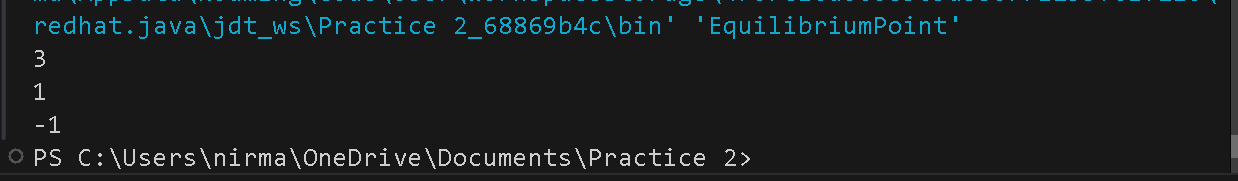 redhat.java\jdt_ws\Practice 2_68869b4c\bin' 'EquilibriumPoint'
3
1
-1
PS C:\Users\nirma\OneDrive\Documents\Practice 2>